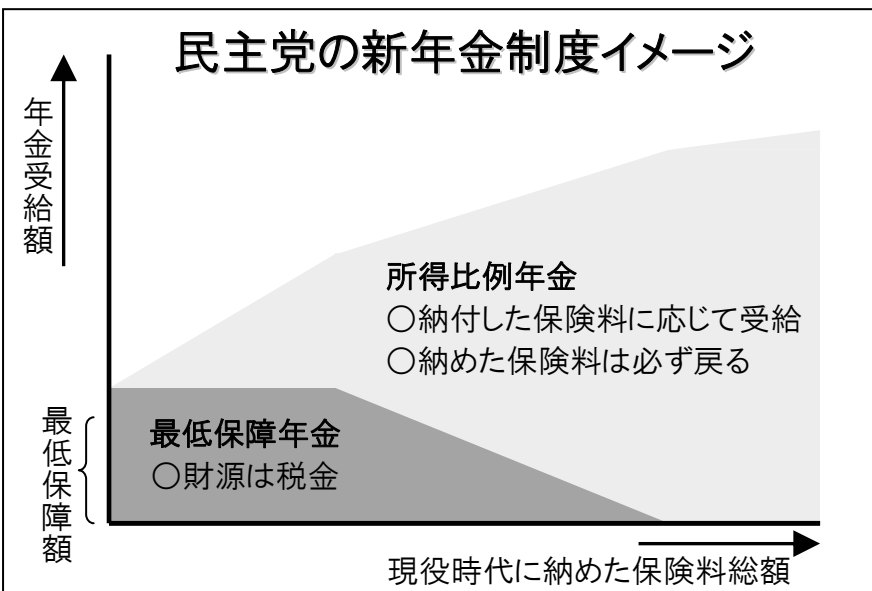 民主党の新年金制度イメージ
年金受給額
所得比例年金
〇納付した保険料に応じて受給
〇納めた保険料は必ず戻る
最低保障年金
〇財源は税金
最低保障額
現役時代に納めた保険料総額